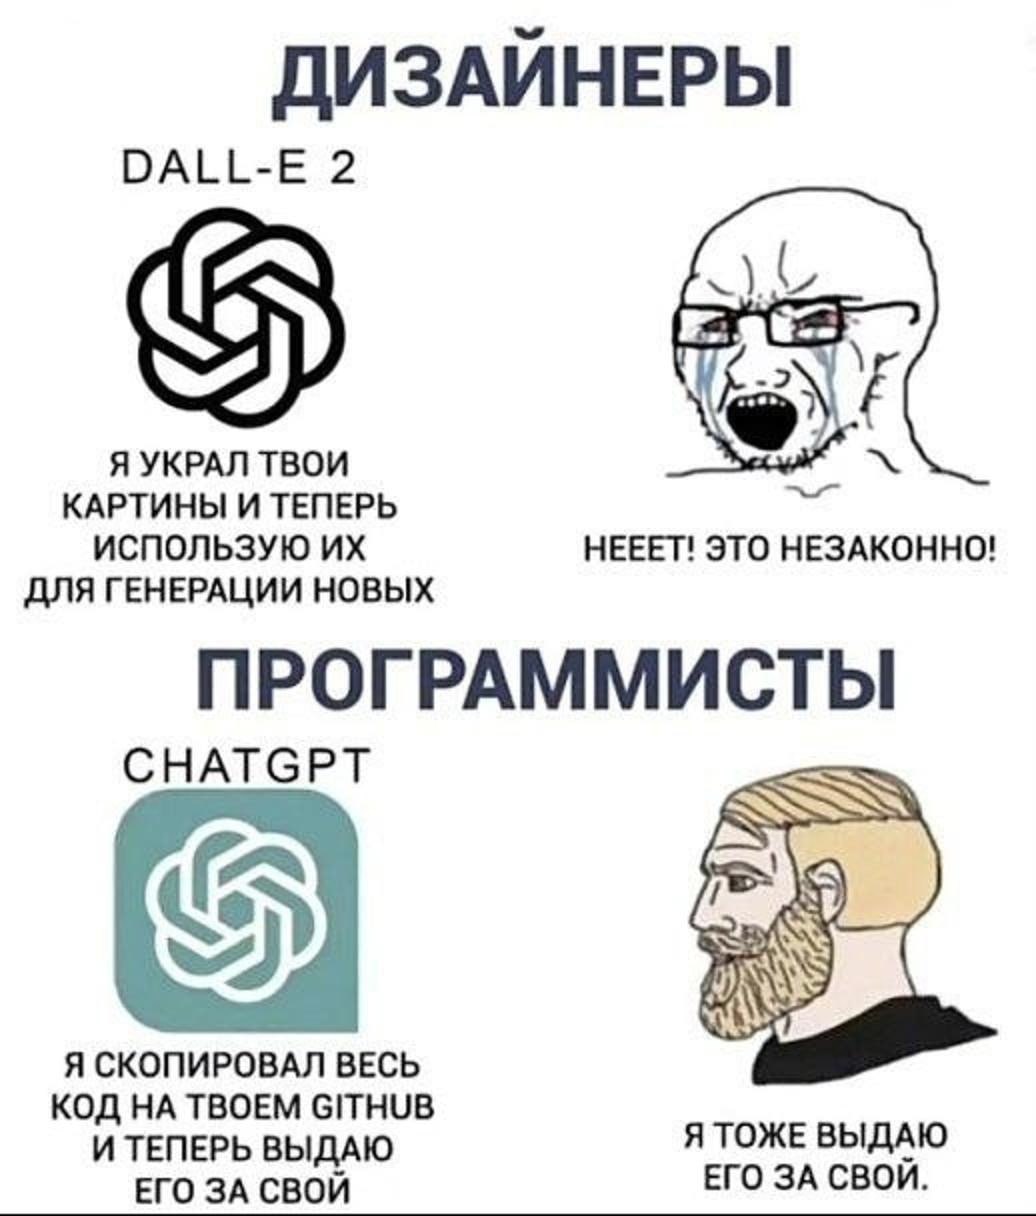 ДИЗАЙНЕРЫ
DALL-E 2
Я УКРАЛ ТВОИ
КАРТИНЫ И ТЕПЕРЬ
ИСПОЛЬЗУЮ ИХ
ДЛЯ ГЕНЕРАЦИИ НОВЫХ
НЕЕЕТ! ЭТО НЕЗАКОННО!
ПРОГРАММИСТЫ
CHATGPT
Я СКОПИРОВАЛ ВЕСЬ
КОД НА ТВОЕМ GITHUB
И ТЕПЕРЬ ВЫДАЮ
ЕГО ЗА СВОЙ
Я ТОЖЕ ВЫДАЮ
ЕГО ЗА СВОЙ.